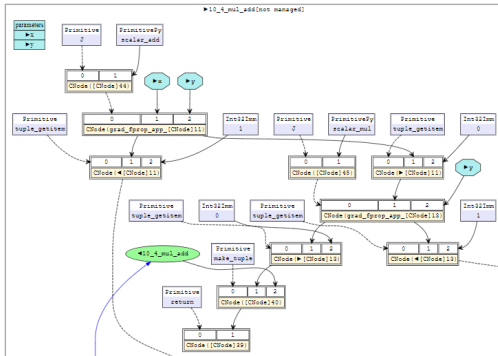 ►10_4_mul_add[not managed]
parameters
►x
►y
Primitive
J
PrimitivePy
scalar_add
0 1
CNode([CNode]44)
►x
►y
Primitive
tuple_getitem
0 1 2
CNode(grad_fprop_app_[CNode]11)
Int32Imm
1
Primitive
J
PrimitivePy
scalar_mul
Primitive
tuple_getitem
Int32Imm
0
0 1 2
CNode(◄[CNode]11)
0 1
CNode([CNode]45)
0 1 2
CNode(►[CNode]11)
►y
Primitive
tuple_getitem
Int32Imm
0
Primitive
tuple_getitem
0 1 2
CNode(grad_fprop_app_[CNode]13)
Int32Imm
1
◄10_4_mul_add
Primitive
make_tuple
0 1 2
CNode(►[CNode]13)
0 1 2
CNode(◄[CNode]13)
Primitive
return
0 1 2
CNode([CNode]40)
0 1
CNode([CNode]39)